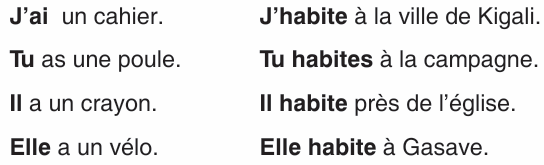 J'ai un cahier. J'habite à la ville de Kigali.
Tu as une poule. Tu habites à la campagne.
Il a un crayon. Il habite près de l'église.
Elle a un vélo. Elle habite à Gasave.